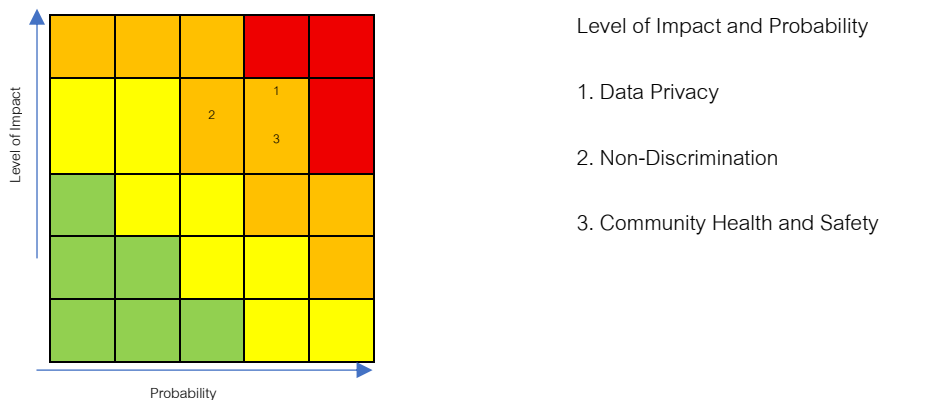 Level of Impact
1
2
3
Probability
Level of Impact and Probability
1. Data Privacy
2. Non-Discrimination
3. Community Health and Safety